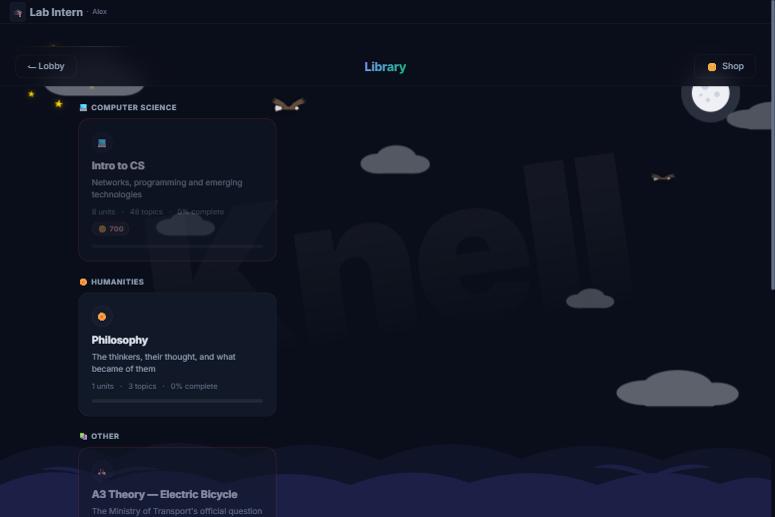 Lab Intern · Alex
← Lobby
Library
Shop
COMPUTER SCIENCE
Intro to CS
Networks, programming and emerging
technologies
8 units · 48 topics · 0% complete
700
HUMANITIES
Philosophy
The thinkers, their thought, and what
became of them
1 units · 3 topics · 0% complete
OTHER
A3 Theory — Electric Bicycle
The Ministry of Transport's official question
Knell